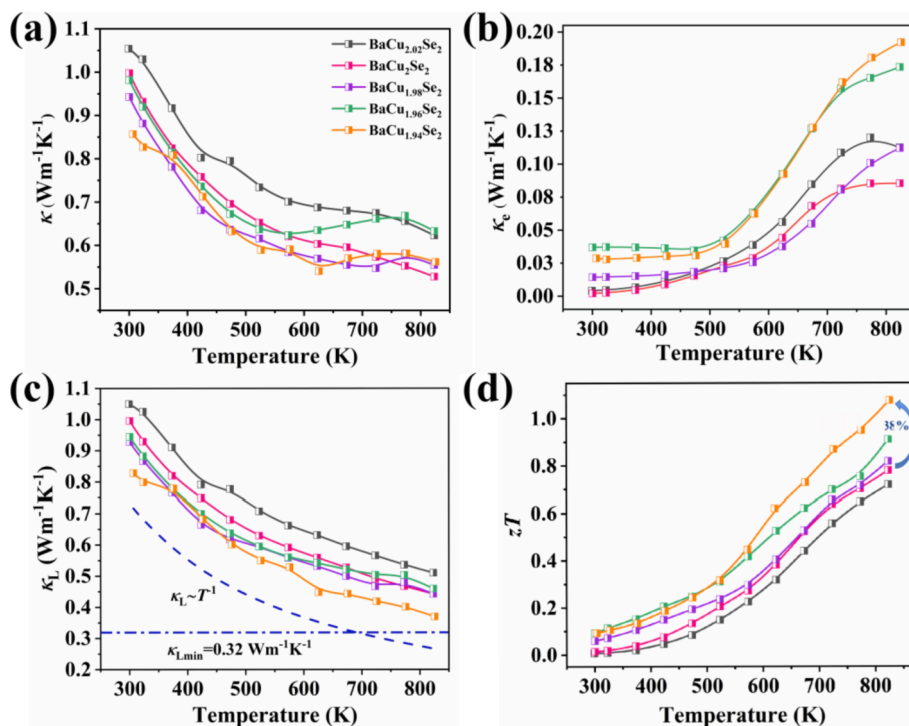 (a)
1.1
1.0
0.9
0.8
0.7
0.6
0.5
κ (Wm⁻¹K⁻¹)
BaCu₂.₀₂Se₂
BaCu₂Se₂
BaCu₁.₉₈Se₂
BaCu₁.₉₆Se₂
BaCu₁.₉₄Se₂
300 400 500 600 700 800
Temperature (K)
(b)
0.20
0.18
0.15
0.13
0.10
0.08
0.05
0.03
0.00
κₑ (Wm⁻¹K⁻¹)
300 400 500 600 700 800
Temperature (K)
(c)
1.1
1.0
0.9
0.8
0.7
0.6
0.5
0.4
0.3
0.2
κL (Wm⁻¹K⁻¹)
κL~T⁻¹
κLmin=0.32 Wm⁻¹K⁻¹
300 400 500 600 700 800
Temperature (K)
(d)
1.0
0.8
0.6
0.4
0.2
0.0
zT
38%
300 400 500 600 700 800
Temperature (K)